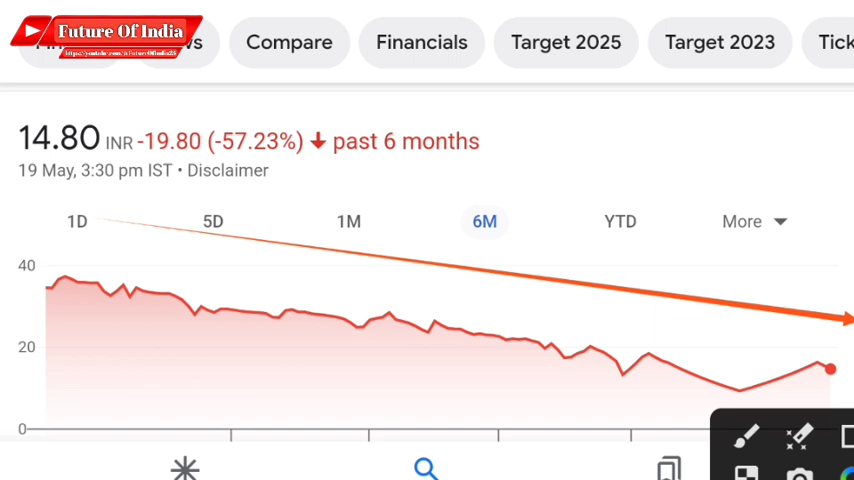 Future Of India
Compare
Financials
Target 2025
Target 2023
Tick
14.80 INR -19.80 (-57.23%) past 6 months
19 May, 3:30 pm IST • Disclaimer
1D 5D 1M 6M YTD More
40
20
0